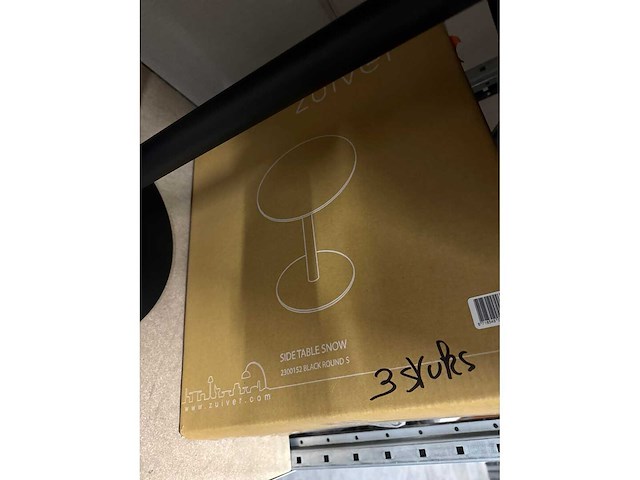 zuiver
SIDE TABLE SNOW
2300152 BLACK ROUND S
3 stuks
www.zuiver.com